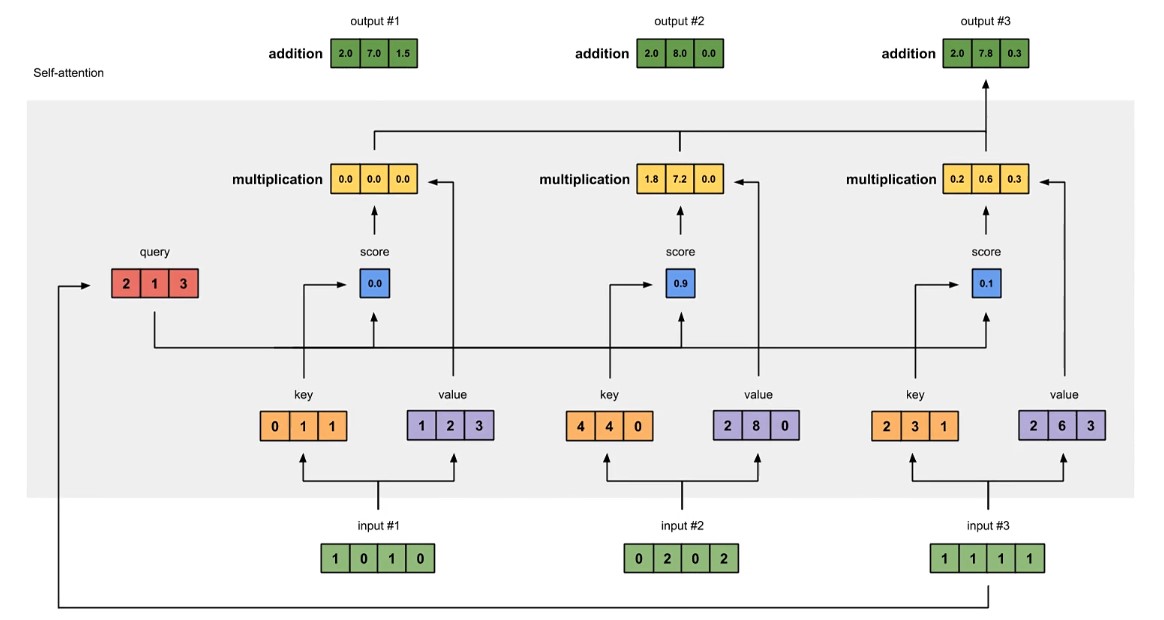 output #1 output #2 output #3
addition 2.0 7.0 1.5 addition 2.0 8.0 0.0 addition 2.0 7.8 0.3
Self-attention
multiplication 0.0 0.0 0.0 multiplication 1.8 7.2 0.0 multiplication 0.2 0.6 0.3
query score score score
2 1 3 0.0 0.9 0.1
key value key value key value
0 1 1 1 2 3 4 4 0 2 8 0 2 3 1 2 6 3
input #1 input #2 input #3
1 0 1 0 0 2 0 2 1 1 1 1